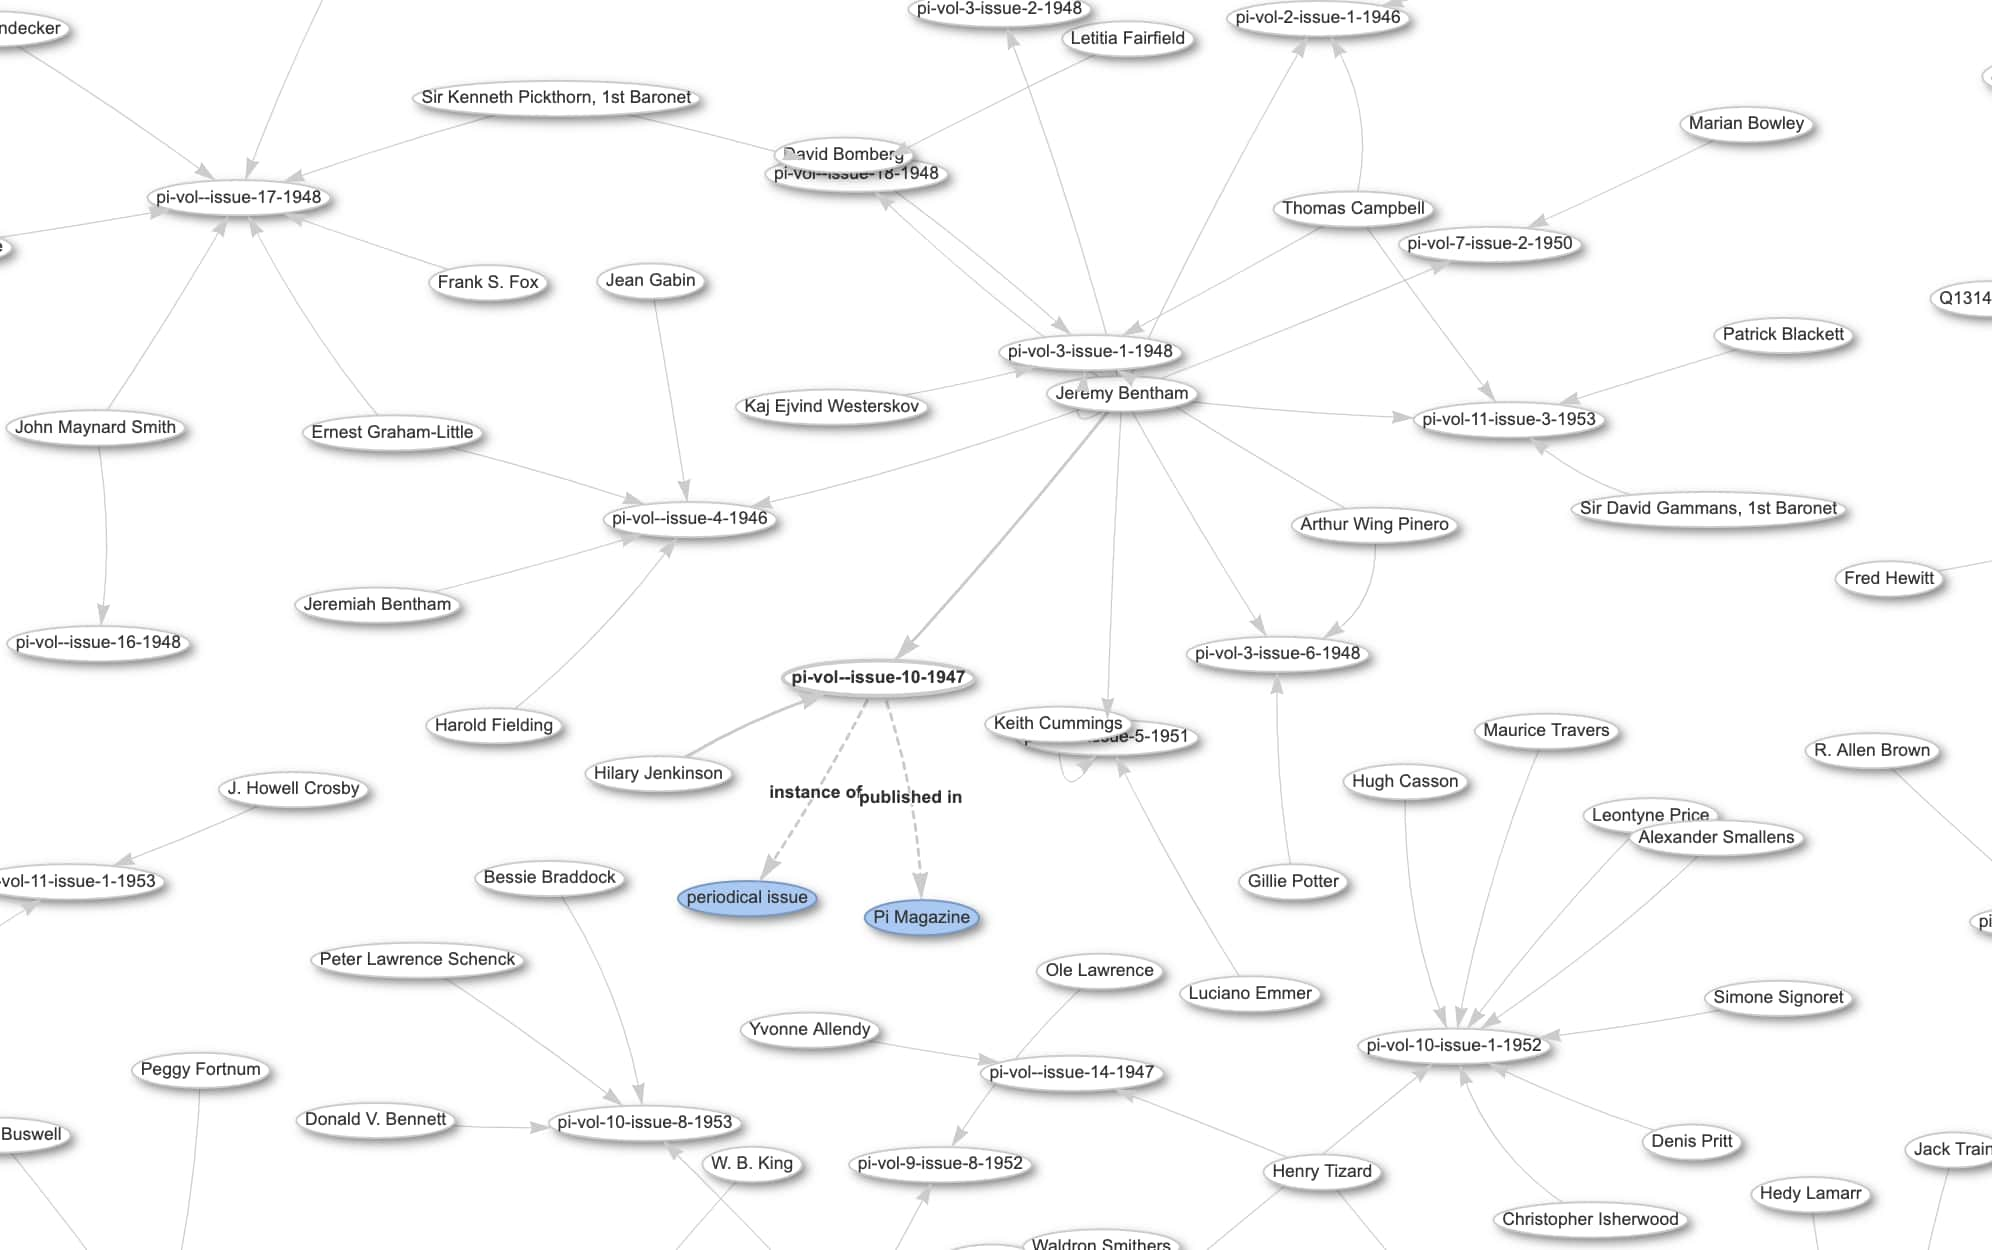 pi-vol-3-issue-2-1948
pi-vol-2-issue-1-1946
ndecker
Letitia Fairfield
Sir Kenneth Pickthorn, 1st Baronet
Marian Bowley
David Bomberg
pi-vol--issue-18-1948
pi-vol--issue-17-1948
Thomas Campbell
pi-vol-7-issue-2-1950
e
Frank S. Fox
Jean Gabin
Q1314
Patrick Blackett
pi-vol-3-issue-1-1948
Jeremy Bentham
Kaj Ejvind Westerskov
pi-vol-11-issue-3-1953
John Maynard Smith
Ernest Graham-Little
Sir David Gammans, 1st Baronet
pi-vol--issue-4-1946
Arthur Wing Pinero
Fred Hewitt
Jeremiah Bentham
pi-vol--issue-16-1948
pi-vol-3-issue-6-1948
pi-vol--issue-10-1947
Harold Fielding
Keith Cummings
-5-1951
Maurice Travers
R. Allen Brown
Hilary Jenkinson
Hugh Casson
J. Howell Crosby
instance of
published in
Leontyne Price
Alexander Smallens
-vol-11-issue-1-1953
Bessie Braddock
Gillie Potter
periodical issue
Pi Magazine
pi
Peter Lawrence Schenck
Ole Lawrence
Luciano Emmer
Simone Signoret
Yvonne Allendy
pi-vol-10-issue-1-1952
Peggy Fortnum
pi-vol--issue-14-1947
Donald V. Bennett
pi-vol-10-issue-8-1953
Buswell
Denis Pritt
Jack Train
W. B. King
pi-vol-9-issue-8-1952
Henry Tizard
Hedy Lamarr
Christopher Isherwood
Waldron Smithers